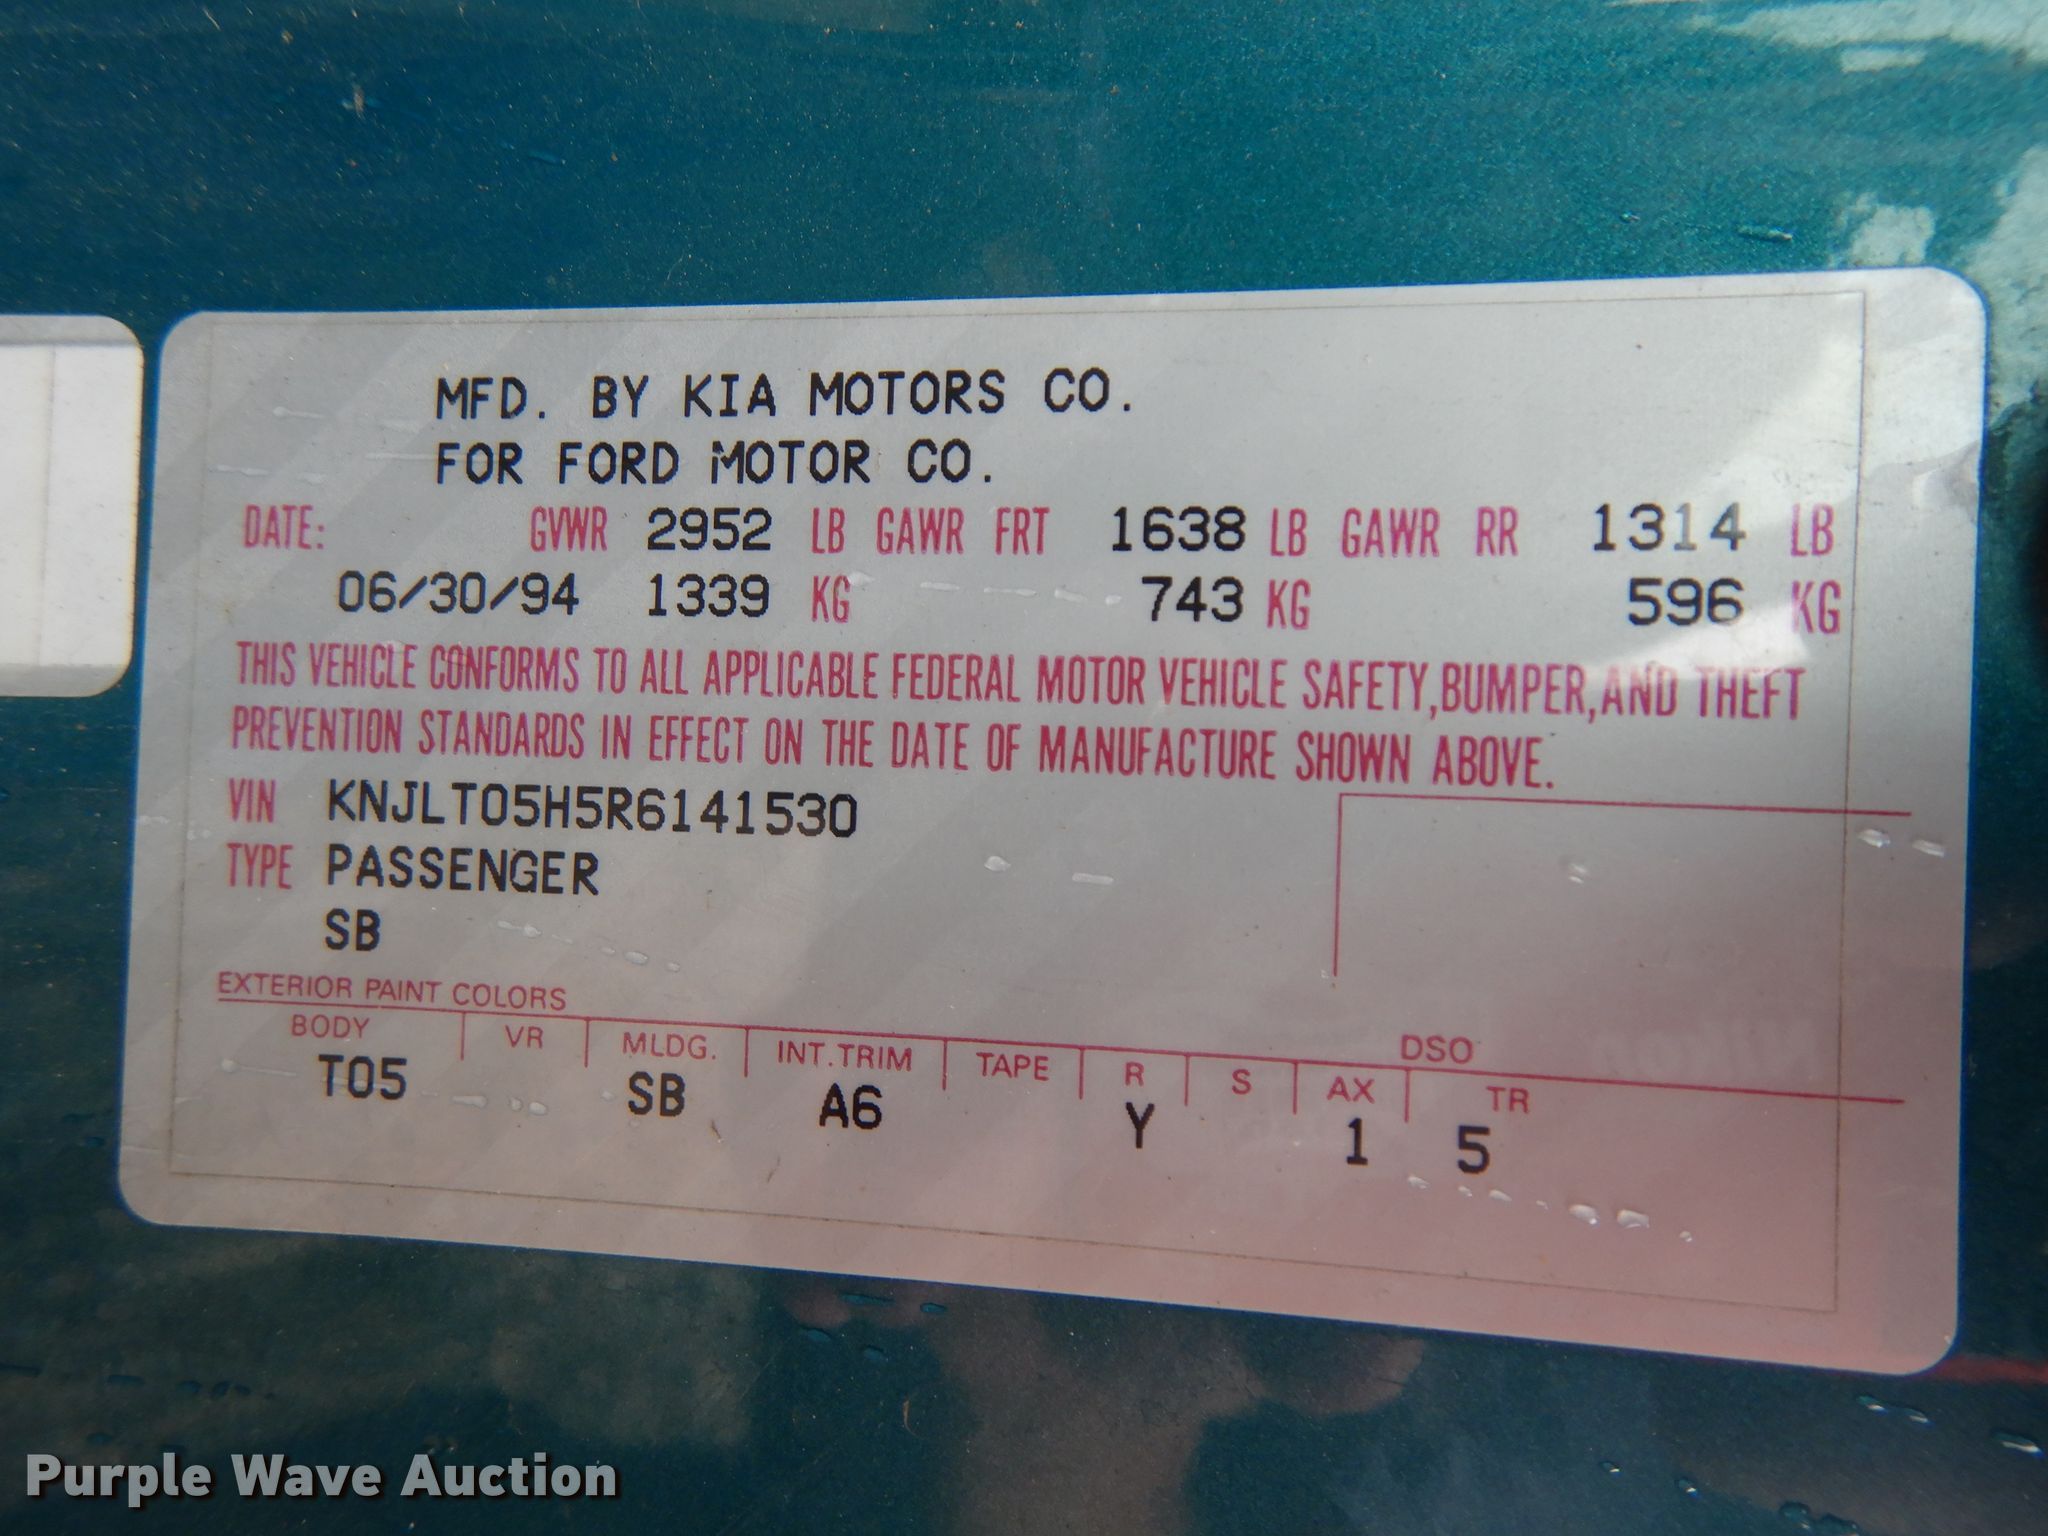 MFD. BY KIA MOTORS CO.
FOR FORD MOTOR CO.
DATE: GVWR 2952 LB GAWR FRT 1638 LB GAWR RR 1314 LB
06/30/94 1339 KG 743 KG 596 KG
THIS VEHICLE CONFORMS TO ALL APPLICABLE FEDERAL MOTOR VEHICLE SAFETY,BUMPER,AND THEFT
PREVENTION STANDARDS IN EFFECT ON THE DATE OF MANUFACTURE SHOWN ABOVE.
VIN KNJLT05H5R6141530
TYPE PASSENGER
SB
EXTERIOR PAINT COLORS DSO
BODY VR MLDG. INT.TRIM TAPE R S AX TR
T05 SB A6 Y 1 5
Purple Wave Auction